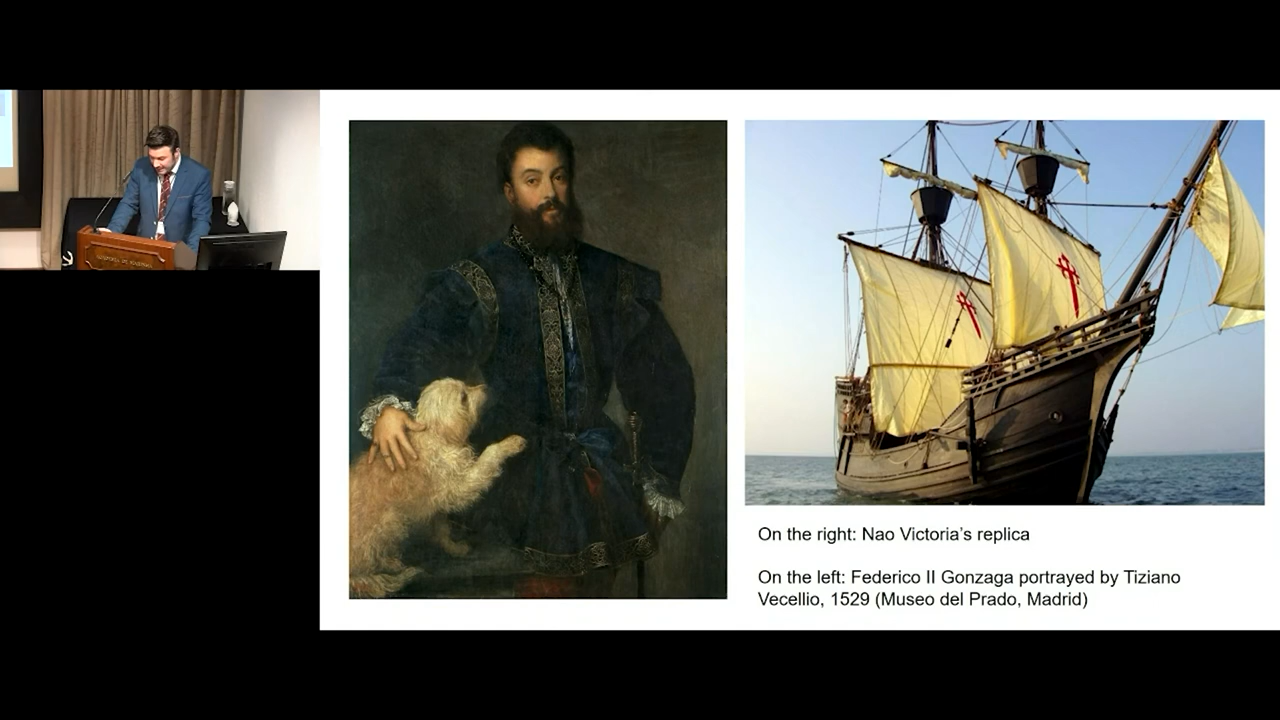 On the right: Nao Victoria's replica
On the left: Federico II Gonzaga portrayed by Tiziano
Vecellio, 1529 (Museo del Prado, Madrid)